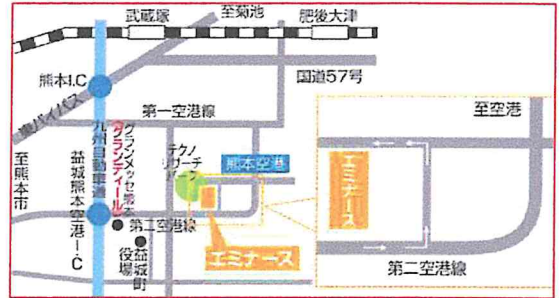 武蔵塚
至菊池
肥後大津
熊本I.C
国道57号
東バイパス
第一空港線
至空港
九州自動車道
グランメッセ熊本
グランディール
テクノ
リサーチ
パーク
熊本空港
エミナース
至熊本市
益城熊本空港I.C
第二空港線
益城町
役場
エミナース
第二空港線